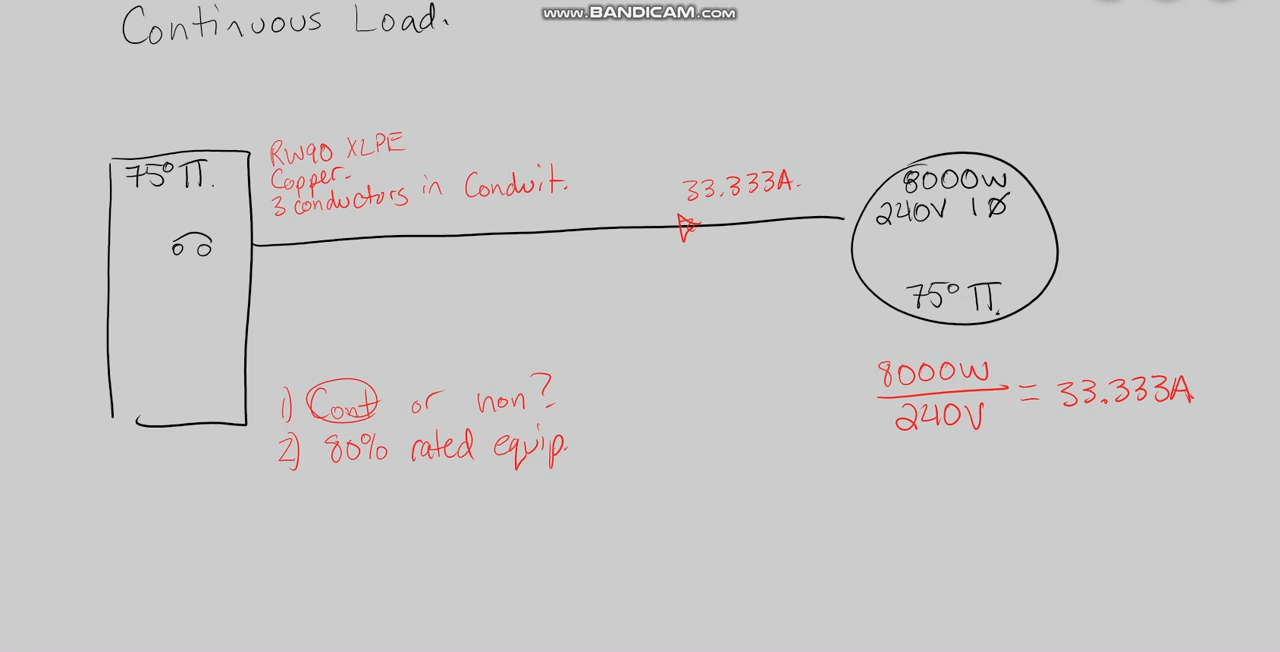 www.BANDICAM.com
Continuous Load.
75° TT.
RW90 XLPE
Copper.
3 conductors in Conduit.
33.333A.
8000W
240V 1Ø
75° TT.
8000W
240V
= 33.333A
1) Cont or non?
2) 80% rated equip.